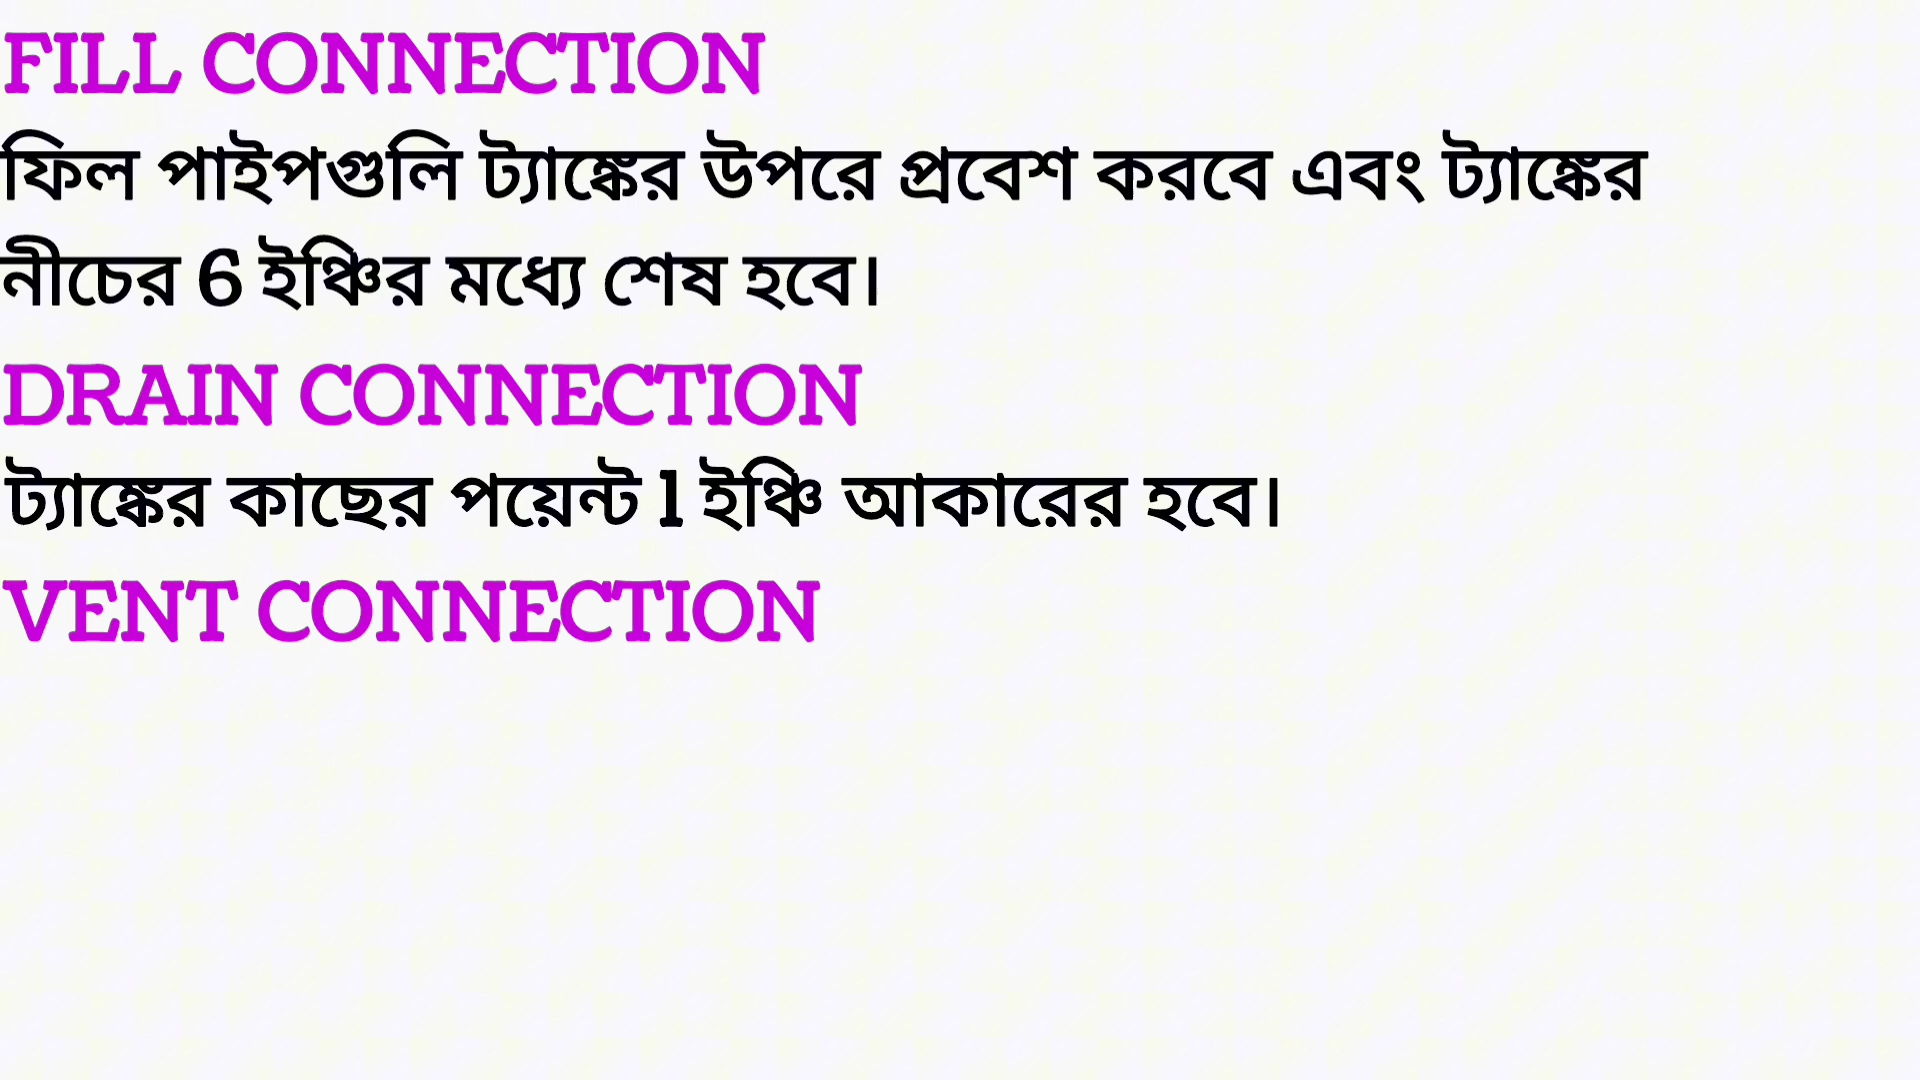 FILL CONNECTION
ফিল পাইপগুলি ট্যাঙ্কের উপরে প্রবেশ করবে এবং ট্যাঙ্কের
নীচের 6 ইঞ্চির মধ্যে শেষ হবে।
DRAIN CONNECTION
ট্যাঙ্কের কাছের পয়েন্ট 1 ইঞ্চি আকারের হবে।
VENT CONNECTION